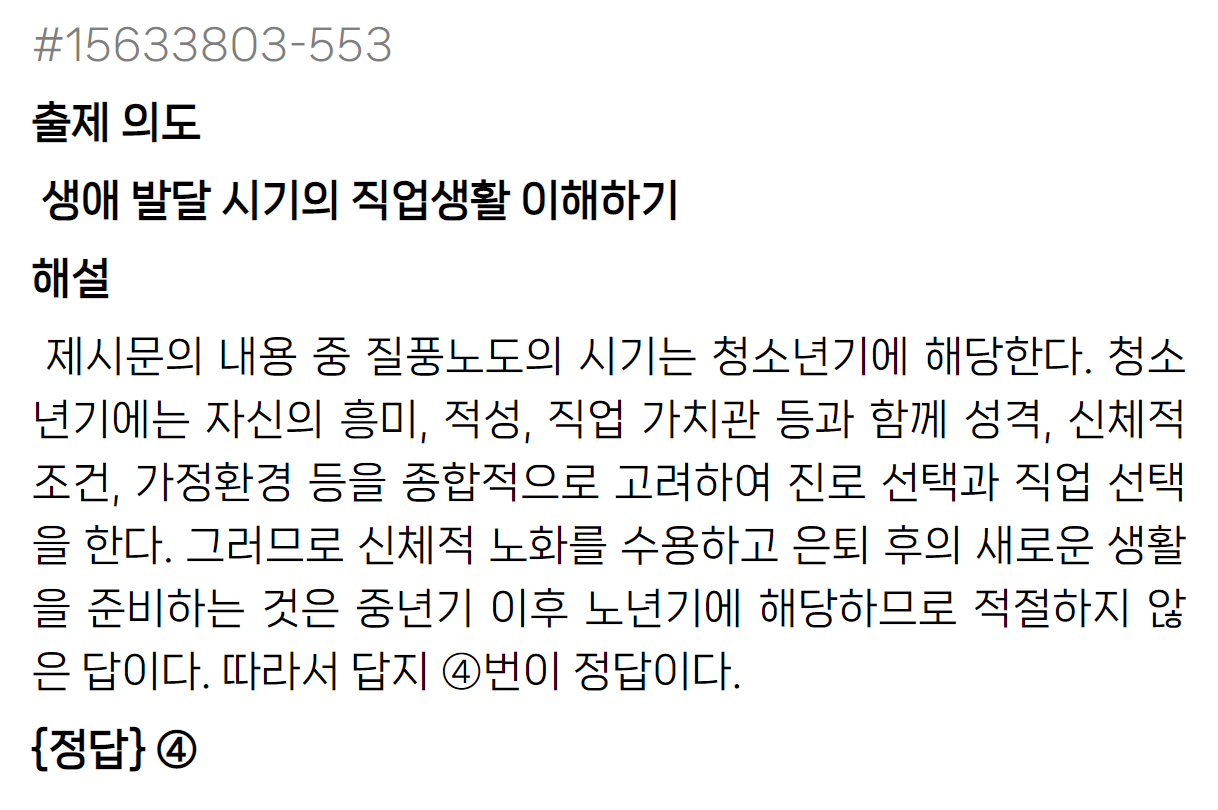 #15633803-553
출제 의도
생애 발달 시기의 직업생활 이해하기
해설
제시문의 내용 중 질풍노도의 시기는 청소년기에 해당한다. 청소
년기에는 자신의 흥미, 적성, 직업 가치관 등과 함께 성격, 신체적
조건, 가정환경 등을 종합적으로 고려하여 진로 선택과 직업 선택
을 한다. 그러므로 신체적 노화를 수용하고 은퇴 후의 새로운 생활
을 준비하는 것은 중년기 이후 노년기에 해당하므로 적절하지 않
은 답이다. 따라서 답지 ④번이 정답이다.
{정답} ④